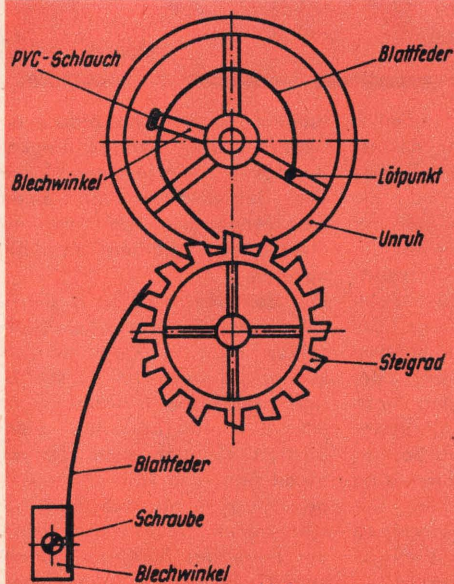 PVC-Schlauch
Blattfeder
Blechwinkel
Lötpunkt
Unruh
Steigrad
Blattfeder
Schraube
Blechwinkel